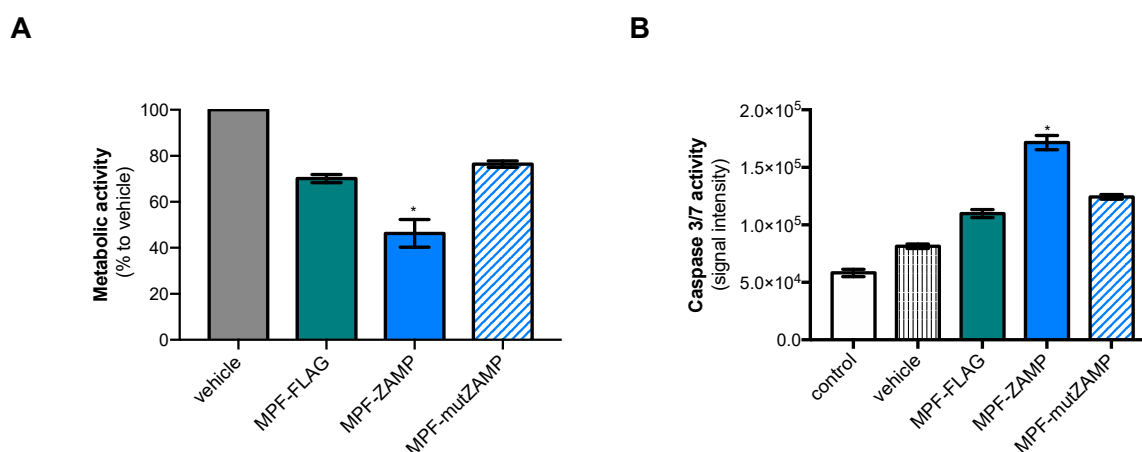 A
Metabolic activity
(% to vehicle)
100
80
60
40
20
0
*
vehicle
MPF-FLAG
MPF-ZAMP
MPF-mutZAMP
B
Caspase 3/7 activity
(signal intensity)
2.0×10⁵
1.5×10⁵
1.0×10⁵
5.0×10⁴
0.0
*
control
vehicle
MPF-FLAG
MPF-ZAMP
MPF-mutZAMP